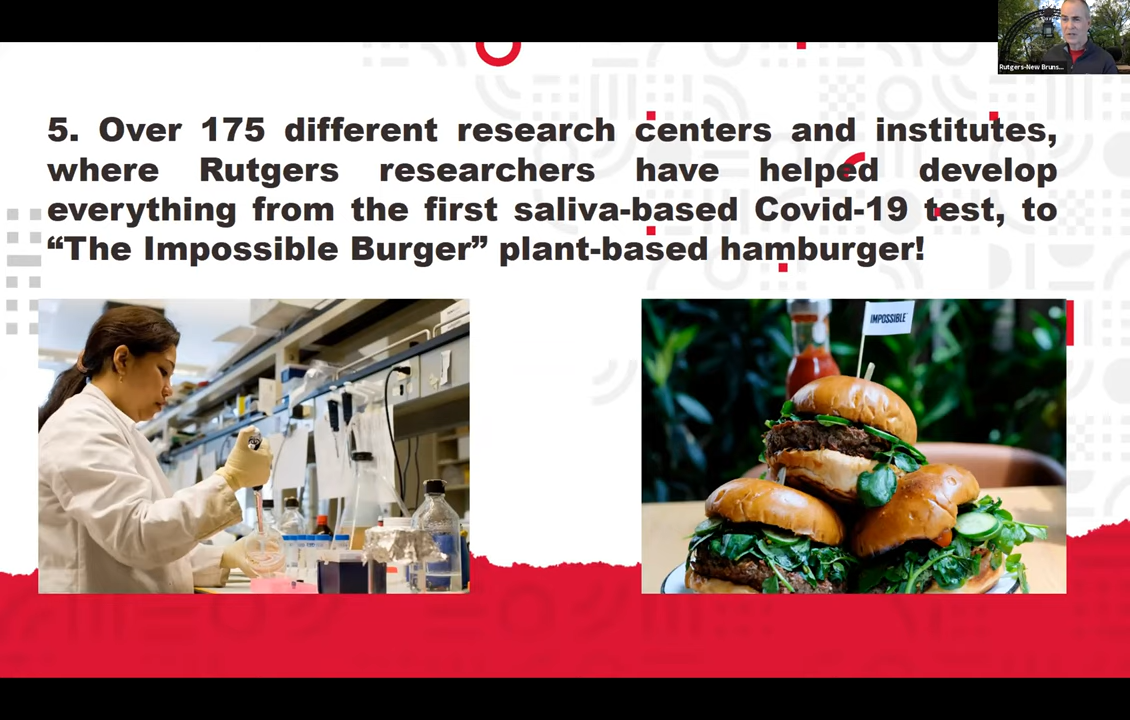 Rutgers-New Bruns...
5. Over 175 different research centers and institutes,
where Rutgers researchers have helped develop
everything from the first saliva-based Covid-19 test, to
“The Impossible Burger” plant-based hamburger!
IMPOSSIBLE